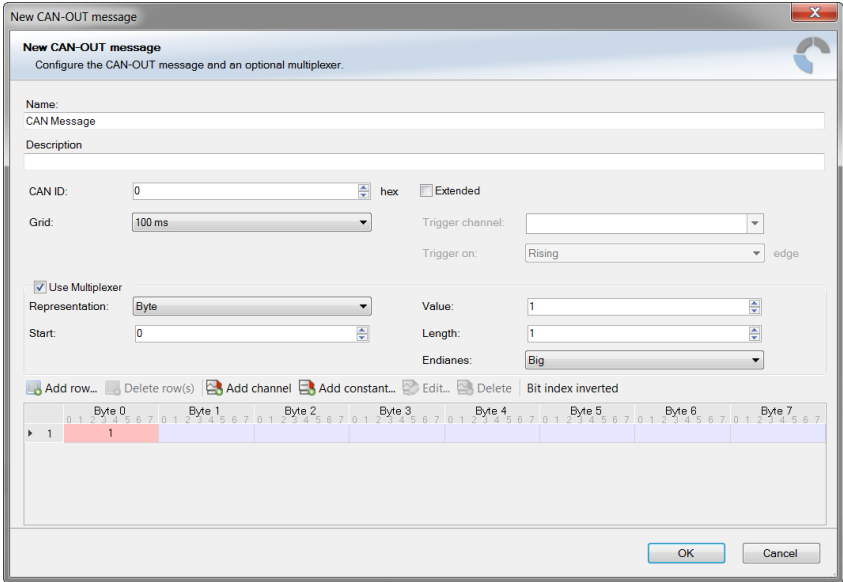 New CAN-OUT message
New CAN-OUT message
Configure the CAN-OUT message and an optional multiplexer.
Name:
CAN Message
Description
CAN ID: 0 hex Extended
Grid: 100 ms Trigger channel:
Trigger on: Rising edge
Use Multiplexer
Representation: Byte Value: 1
Start: 0 Length: 1
Endianes: Big
Add row... Delete row(s) Add channel Add constant... Edit... Delete Bit index inverted
Byte 0 Byte 1 Byte 2 Byte 3 Byte 4 Byte 5 Byte 6 Byte 7
0 1 2 3 4 5 6 7 0 1 2 3 4 5 6 7 0 1 2 3 4 5 6 7 0 1 2 3 4 5 6 7 0 1 2 3 4 5 6 7 0 1 2 3 4 5 6 7 0 1 2 3 4 5 6 7 0 1 2 3 4 5 6 7
1 1
OK Cancel